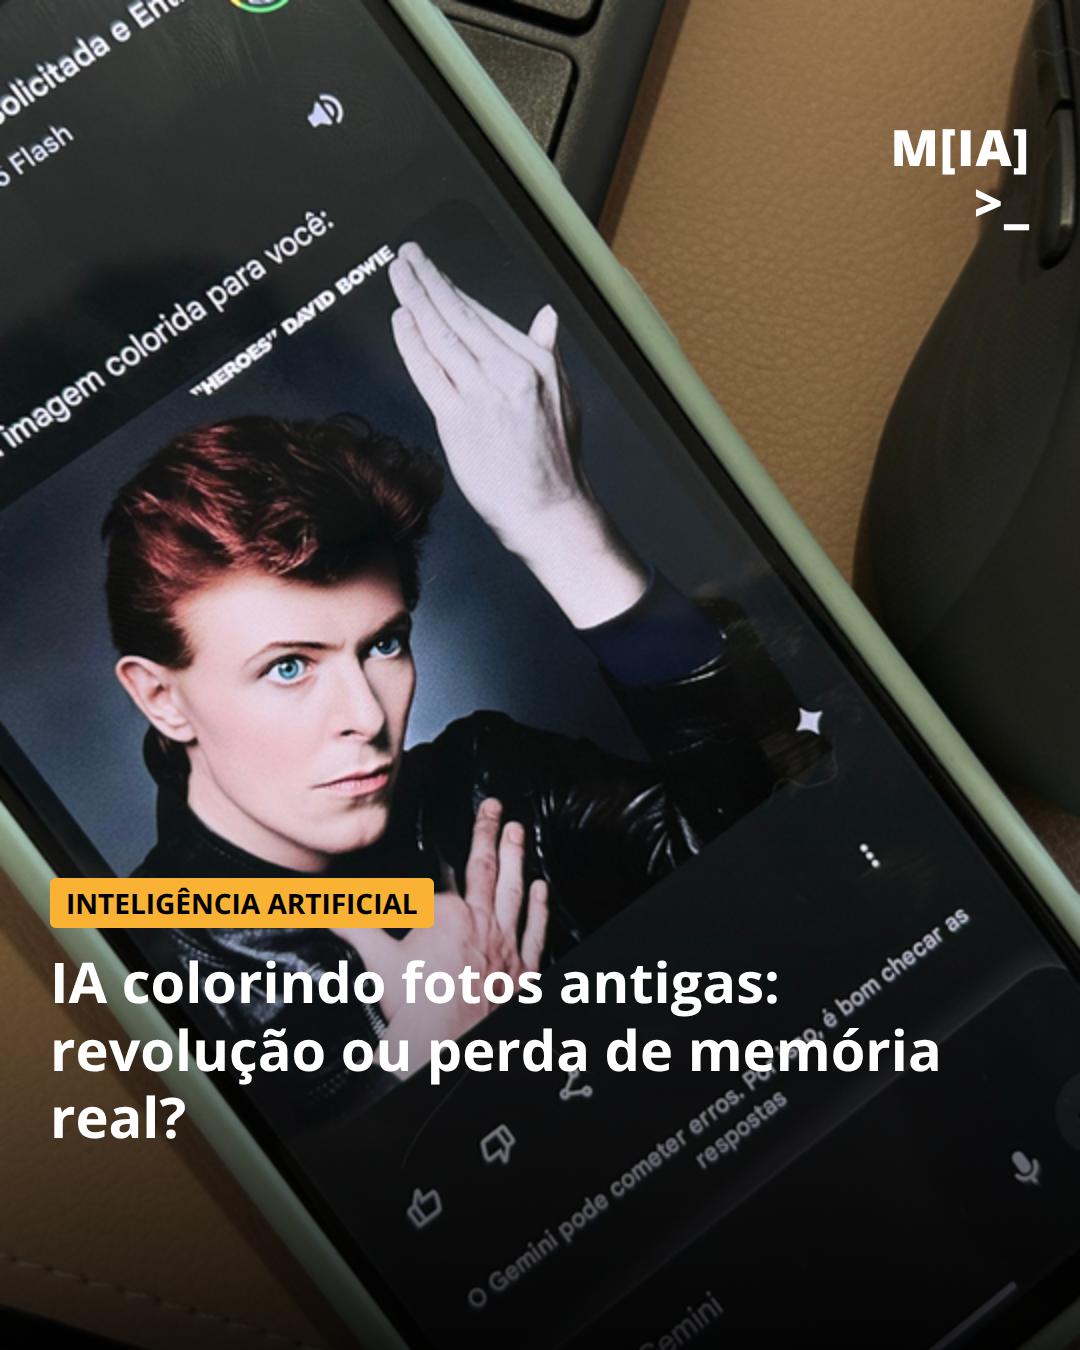 olicitada e Ent
Flash
imagem colorida para você:
"HEROES" DAVID BOWIE
M[IA]
>_
INTELIGÊNCIA ARTIFICIAL
IA colorindo fotos antigas:
revolução ou perda de memória
real?
O Gemini pode cometer erros. Por isso, é bom checar as
respostas
Gemini